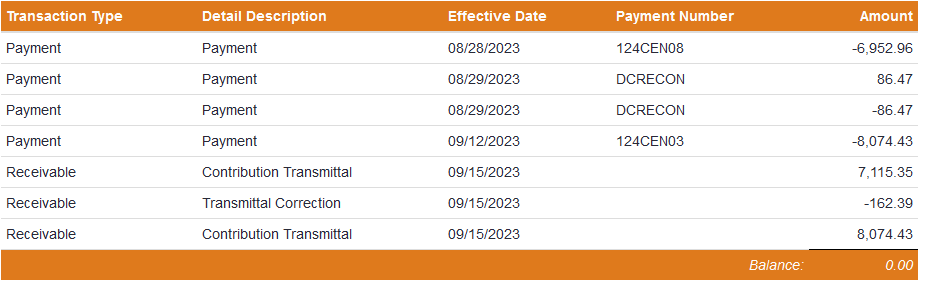 Transaction Type Detail Description Effective Date Payment Number Amount
Payment Payment 08/28/2023 124CEN08 -6,952.96
Payment Payment 08/29/2023 DCRECON 86.47
Payment Payment 08/29/2023 DCRECON -86.47
Payment Payment 09/12/2023 124CEN03 -8,074.43
Receivable Contribution Transmittal 09/15/2023 7,115.35
Receivable Transmittal Correction 09/15/2023 -162.39
Receivable Contribution Transmittal 09/15/2023 8,074.43
Balance: 0.00